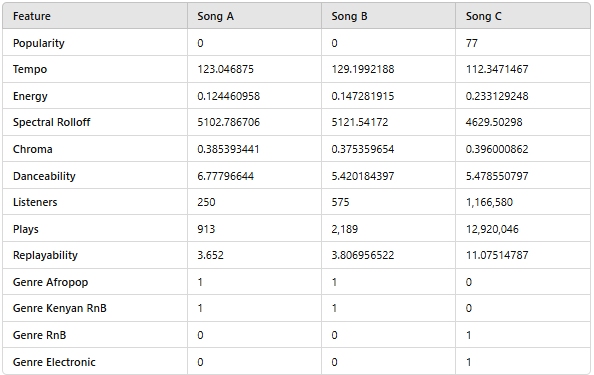 Feature Song A Song B Song C
Popularity 0 0 77
Tempo 123.046875 129.1992188 112.3471467
Energy 0.124460958 0.147281915 0.233129248
Spectral Rolloff 5102.786706 5121.54172 4629.50298
Chroma 0.385393441 0.375359654 0.396000862
Danceability 6.77796644 5.420184397 5.478550797
Listeners 250 575 1,166,580
Plays 913 2,189 12,920,046
Replayability 3.652 3.806956522 11.07514787
Genre Afropop 1 1 0
Genre Kenyan RnB 1 1 0
Genre RnB 0 0 1
Genre Electronic 0 0 1